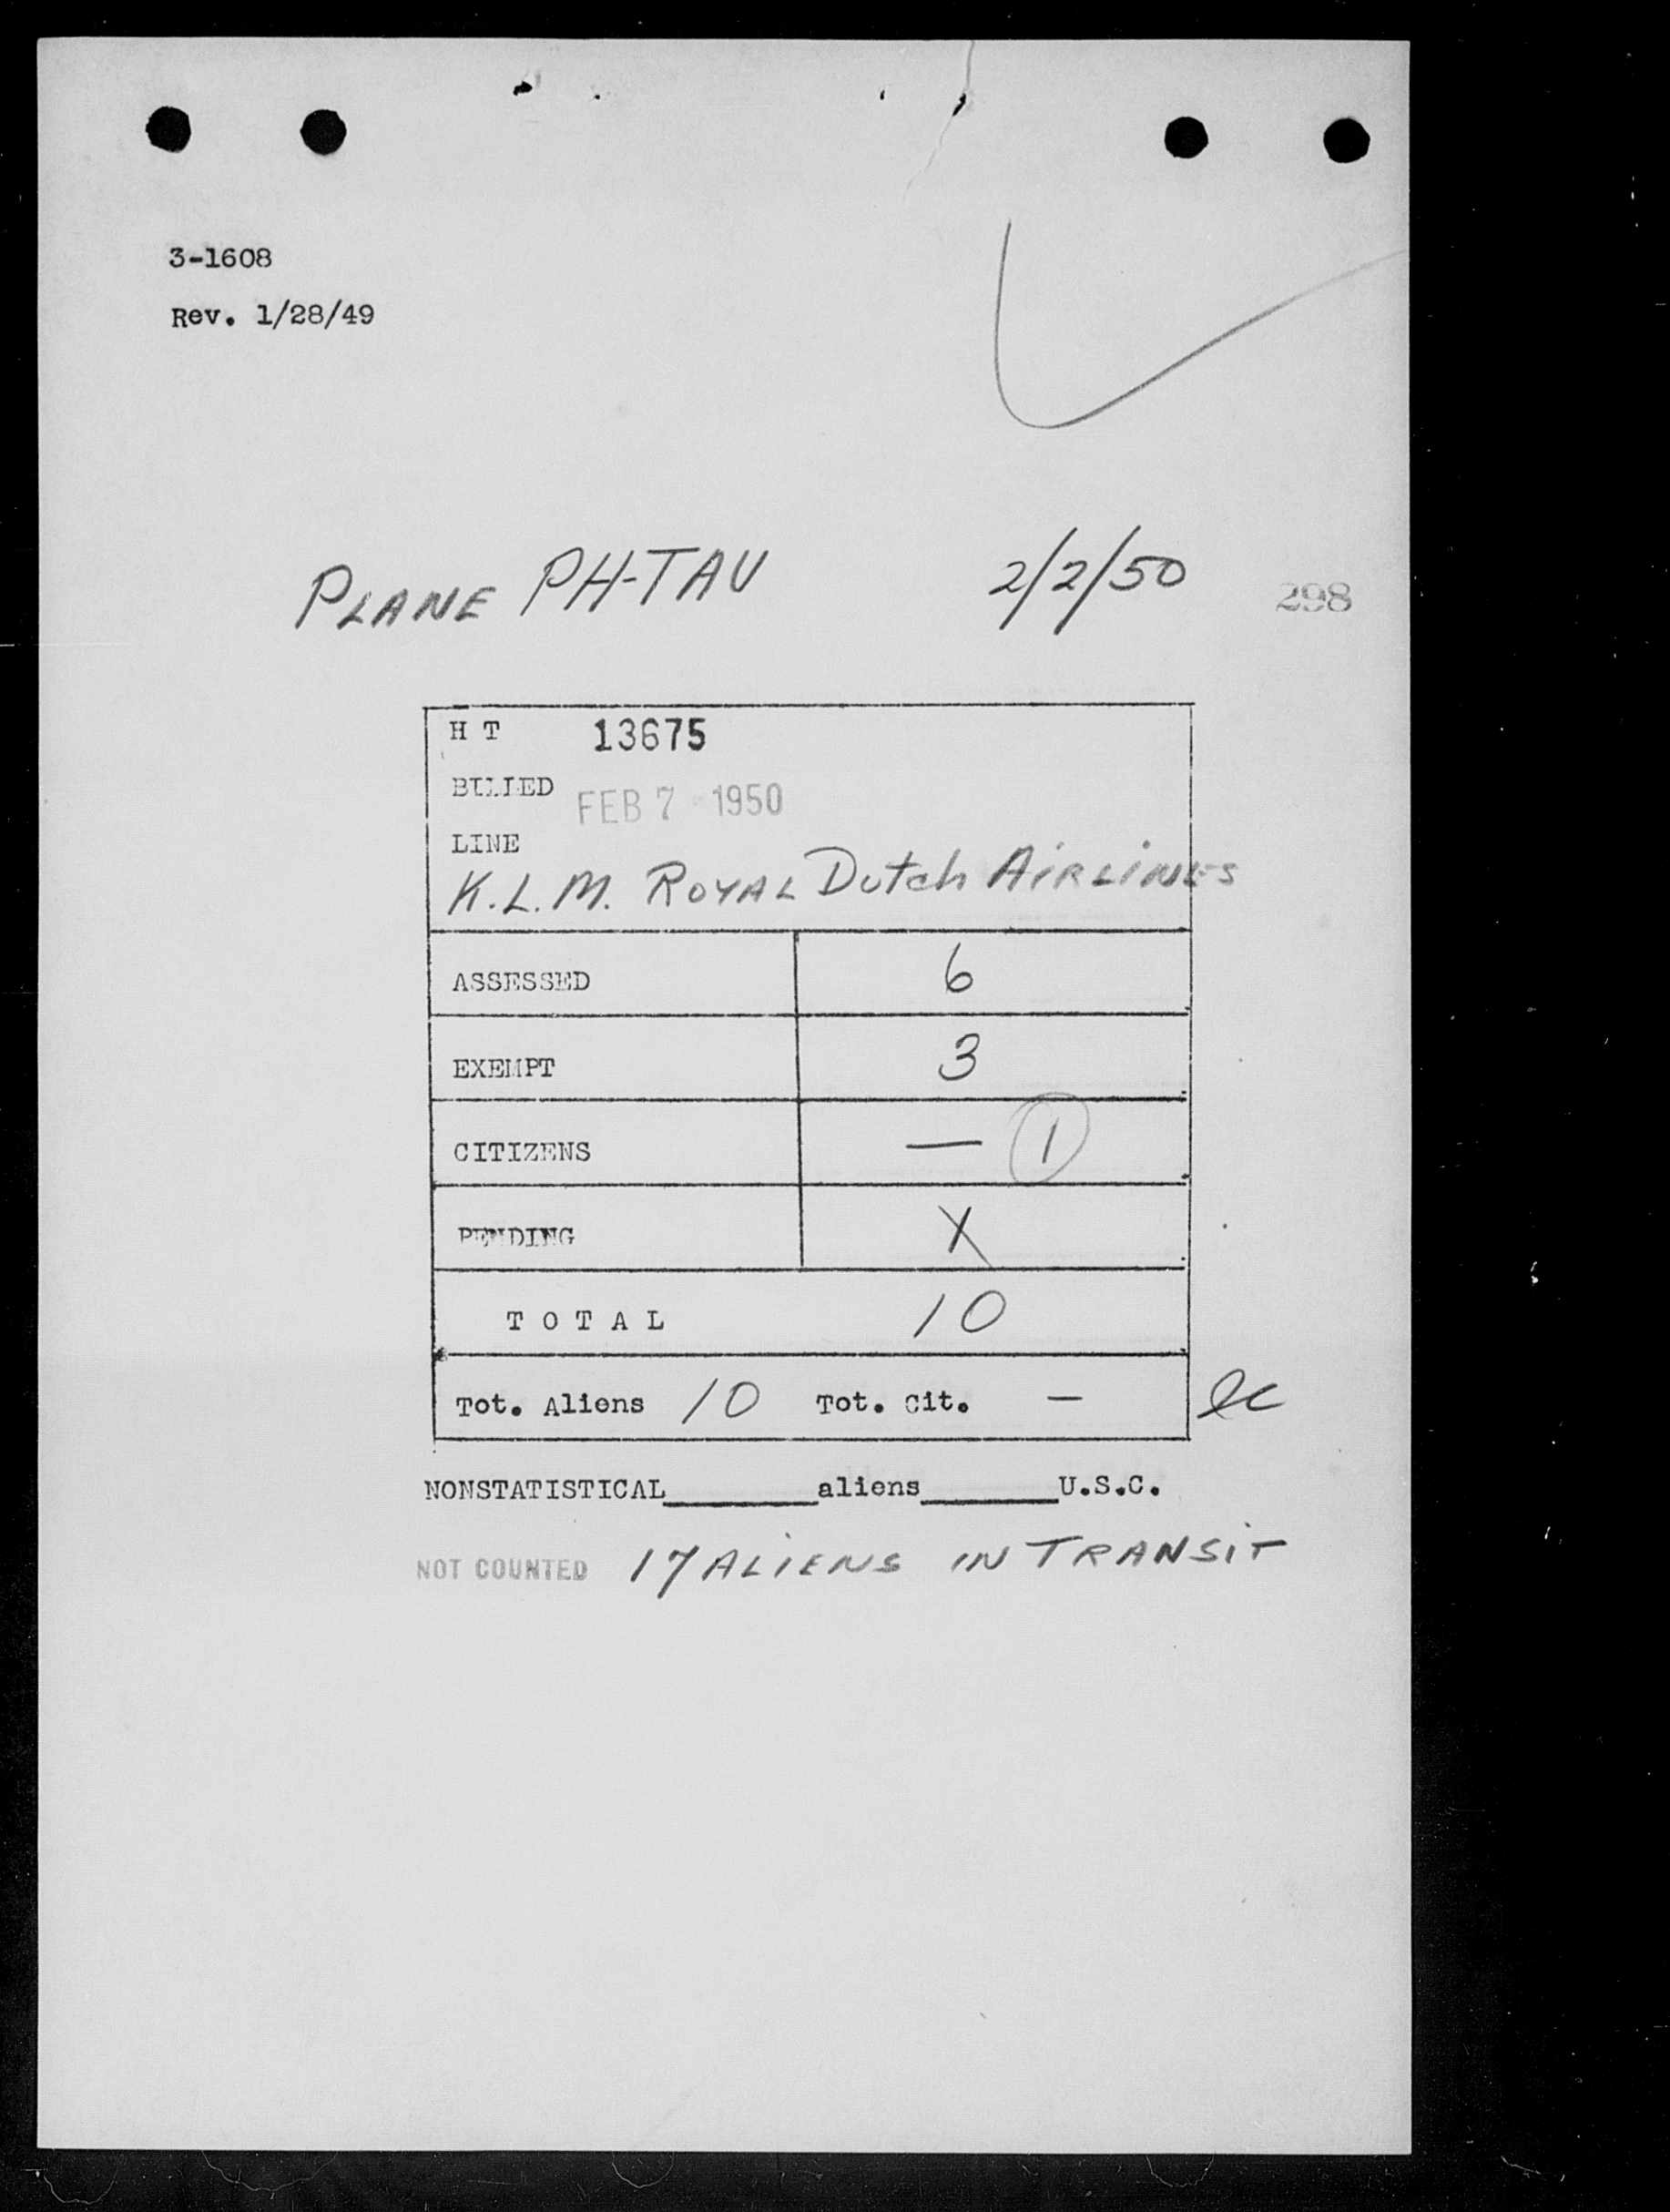 3-1608
Rev. 1/28/49
PLANE PH-TAU 2/2/50 298
H T 13675
BILLED FEB 7 1950
LINE
K.L.M. ROYAL Dutch AIRLINES
ASSESSED 6
EXEMPT 3
CITIZENS — 1
PENDING X
T O T A L 10
Tot. Aliens 10 Tot. Cit. —
NONSTATISTICAL______aliens______U.S.C.
NOT COUNTED 17 ALIENS IN TRANSIT